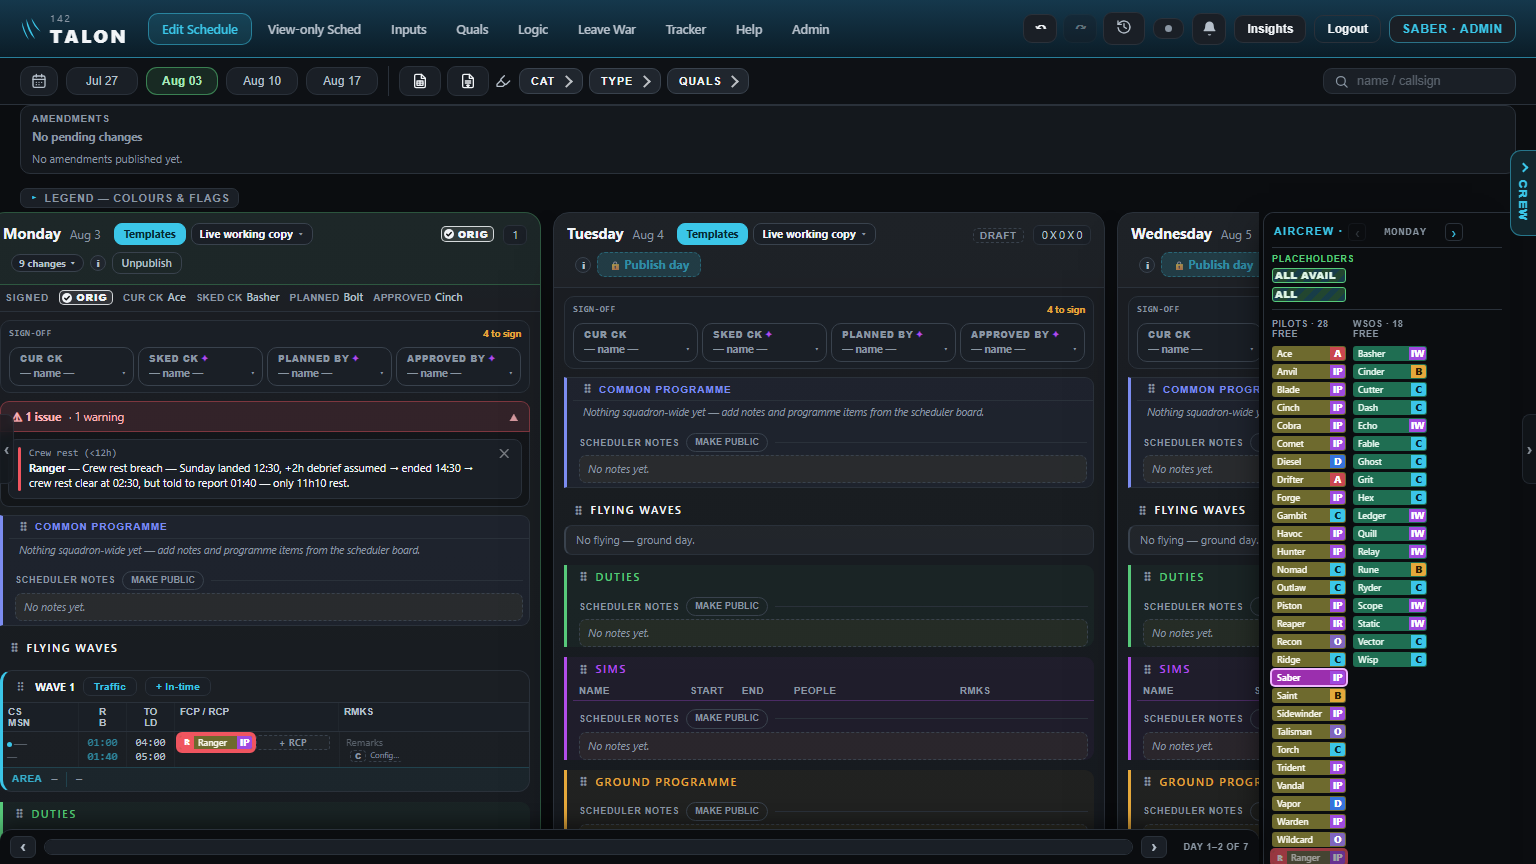 142
TALON
Edit Schedule
View-only Sched
Inputs
Quals
Logic
Leave War
Tracker
Help
Admin
Insights
Logout
SABER · ADMIN
Jul 27
Aug 03
Aug 10
Aug 17
CAT
TYPE
QUALS
name / callsign
AMENDMENTS
No pending changes
No amendments published yet.
LEGEND — COLOURS & FLAGS
CREW
Monday Aug 3
Templates
Live working copy
ORIG
1
9 changes
i
Unpublish
SIGNED ORIG CUR CK Ace SKED CK Basher PLANNED Bolt APPROVED Cinch
SIGN-OFF
4 to sign
CUR CK
— name —
SKED CK
— name —
PLANNED BY
— name —
APPROVED BY
— name —
1 issue · 1 warning
Crew rest (<12h)
Ranger — Crew rest breach — Sunday landed 12:30, +2h debrief assumed → ended 14:30 →
crew rest clear at 02:30, but told to report 01:40 — only 11h10 rest.
COMMON PROGRAMME
Nothing squadron-wide yet — add notes and programme items from the scheduler board.
SCHEDULER NOTES
MAKE PUBLIC
No notes yet.
FLYING WAVES
WAVE 1
Traffic
+ In-time
CS R TO FCP / RCP RMKS
MSN B LD
— 01:00 04:00 R Ranger IP + RCP Remarks
— 01:40 05:00 C Config...
AREA — —
DUTIES
Tuesday Aug 4
Templates
Live working copy
DRAFT
0X0X0
i
Publish day
SIGN-OFF
4 to sign
CUR CK
— name —
SKED CK
— name —
PLANNED BY
— name —
APPROVED BY
— name —
COMMON PROGRAMME
Nothing squadron-wide yet — add notes and programme items from the scheduler board.
SCHEDULER NOTES
MAKE PUBLIC
No notes yet.
FLYING WAVES
No flying — ground day.
DUTIES
SCHEDULER NOTES
MAKE PUBLIC
No notes yet.
SIMS
NAME START END PEOPLE RMKS
SCHEDULER NOTES
MAKE PUBLIC
No notes yet.
GROUND PROGRAMME
SCHEDULER NOTES
MAKE PUBLIC
Wednesday Aug 5
Templates
i
Publish day
SIGN-OFF
CUR CK
— name —
COMMON PROGR
Nothing squadron-wide y
SCHEDULER NOTES
No notes yet.
FLYING WAVES
No flying — ground day.
DUTIES
SCHEDULER NOTES
No notes yet.
SIMS
NAME S
SCHEDULER NOTES
No notes yet.
GROUND PROGR
SCHEDULER NOTES
AIRCREW ·
MONDAY
PLACEHOLDERS
ALL AVAIL
ALL
PILOTS · 28
FREE
Ace A
Anvil IP
Blade IP
Cinch IP
Cobra IP
Comet IP
Diesel D
Drifter A
Forge IP
Gambit C
Havoc IP
Hunter IP
Nomad C
Outlaw C
Piston IP
Reaper IR
Recon O
Ridge C
Saber IP
Saint B
Sidewinder IP
Talisman O
Torch C
Trident IP
Vandal IP
Vapor D
Warden IP
Wildcard O
R Ranger IP
WSOS · 18
FREE
Basher IW
Cinder B
Cutter C
Dash C
Echo IW
Fable C
Ghost C
Grit C
Hex C
Ledger IW
Quill IW
Relay IW
Rune B
Ryder C
Scope IW
Static IW
Vector C
Wisp C
DAY 1–2 OF 7